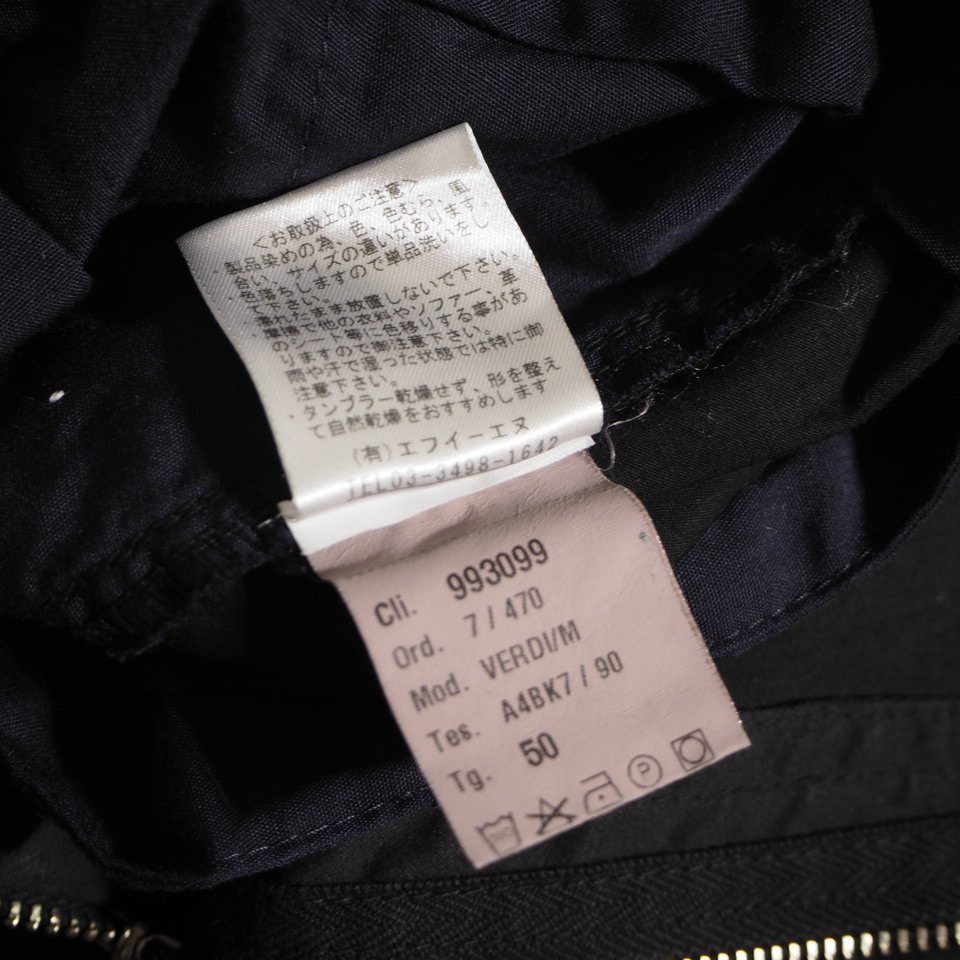 <お取扱上のご注意>
・製品染めの為、色、色むら、風
合い、サイズの違いがあります。
・色落ちしますので単品洗いをし
て下さい。
濡れたまま放置しないで下さい。
摩擦で他の衣料やソファー、革
のシート等に色移りする事があ
りますので御注意下さい。
雨や汗で湿った状態では特に御
注意下さい。
・タンブラー乾燥せず、形を整え
て自然乾燥をおすすめします
(有)エフイーエヌ
TEL03-3498-1642
Cli. 993099
Ord. 7 / 470
Mod. VERDI/M
Tes. A4BK7 / 90
Tg. 50
P